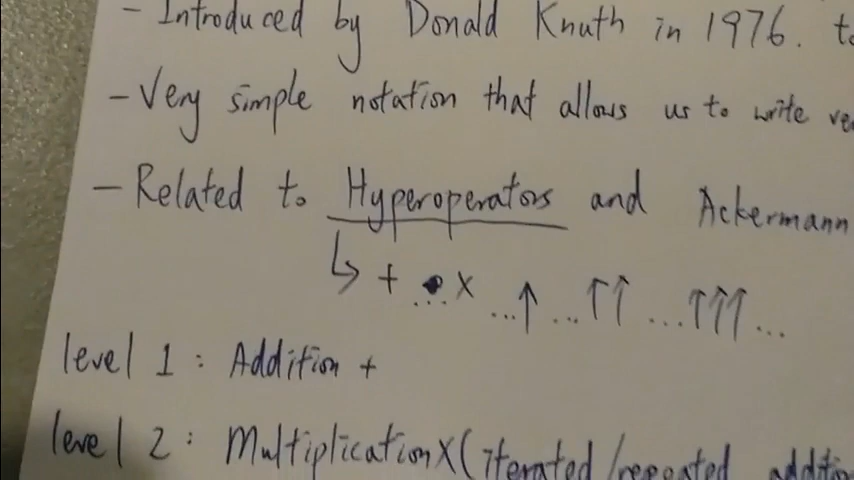 - Introduced by Donald Knuth in 1976. to
- Very simple notation that allows us to write
- Related to Hyperoperators and Ackermann
↳ + ... × ... ↑ ... ↑↑ ... ↑↑↑ ...
level 1 : Addition +
level 2 : Multiplication × (iterated/repeated